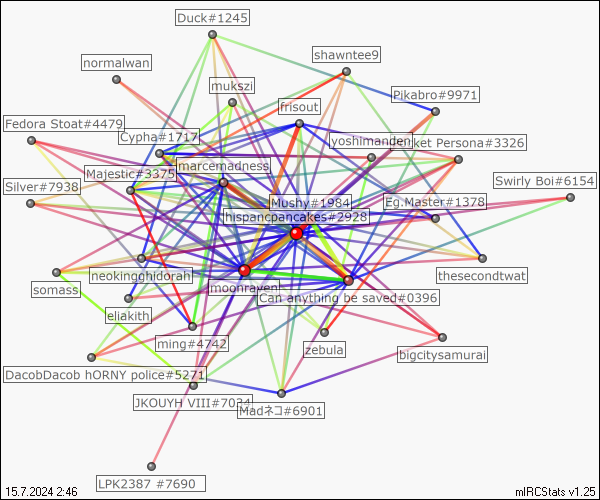 Duck#1245
shawntee9
normalwan
mukszi
Pikabro#9971
frisout
Fedora Stoat#4479
Cypha#1717
yoshimanden
ket Persona#3326
marcemadness
Majestic#3375
Swirly Boi#6154
Silver#7938
Mushy#1984
Eg.Master#1378
hispancpancakes#2928
neokingghidorah
thesecondtwat
somass
moonraven
Can anything be saved#0396
eliakith
ming#4742
zebula
bigcitysamurai
DacobDacob hORNY police#5271
JKOUYH VIII#7034
Madネコ#6901
LPK2387 #7690
15.7.2024 2:46
mIRCStats v1.25